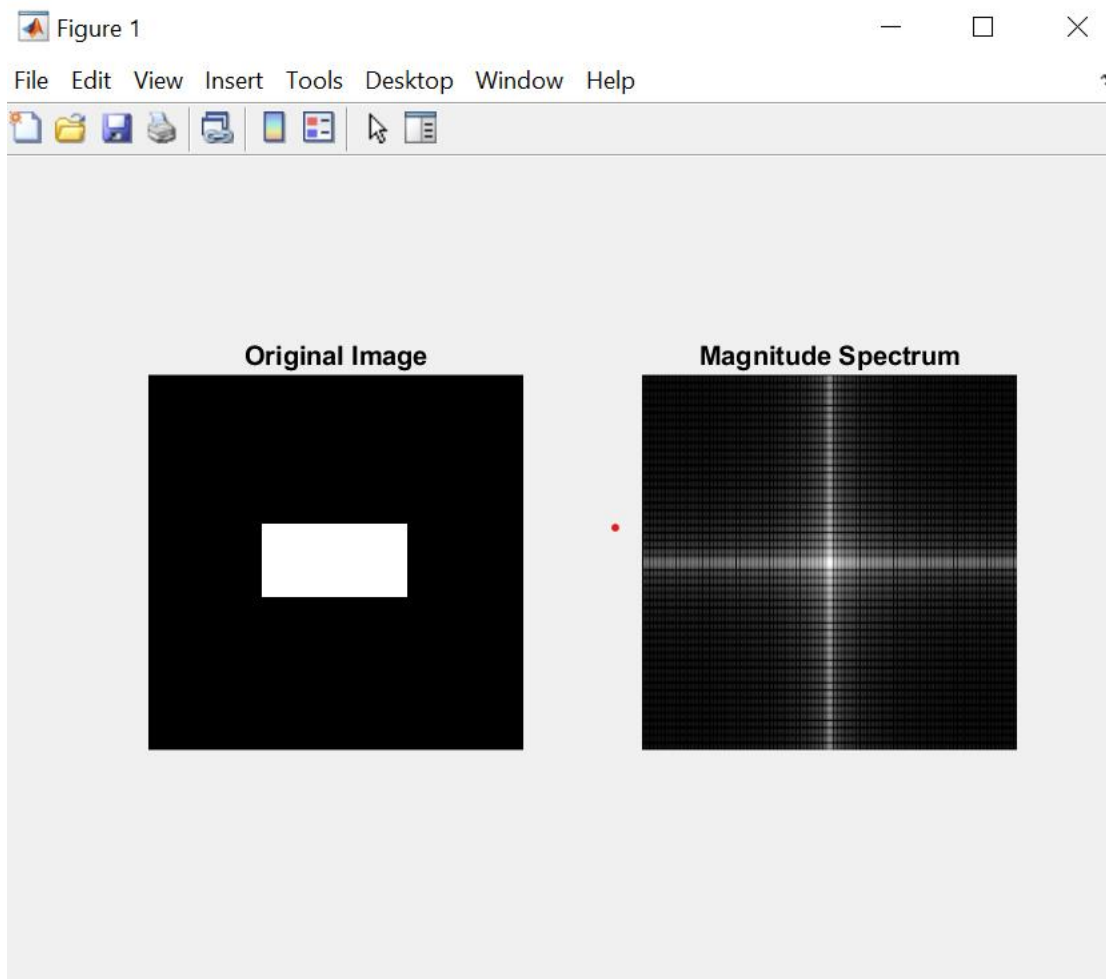 Figure 1
File Edit View Insert Tools Desktop Window Help
Original Image
Magnitude Spectrum